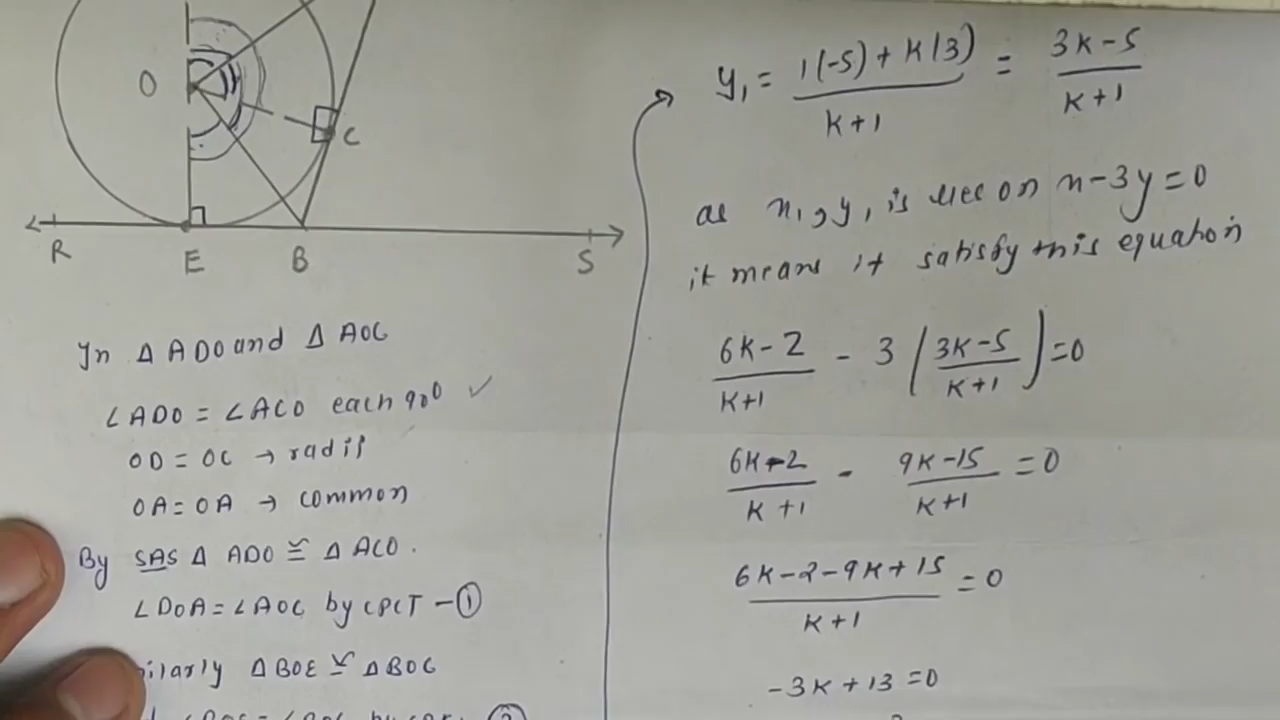 O
C
R E B S
In Δ ADO and Δ AOC
∠ADO = ∠ACO each 90° ✓
OD = OC → radii
OA = OA → common
By SAS Δ ADO ≅ Δ ACO.
∠DOA = ∠AOC by CPCT - ①
Δ BOE ≅ Δ BOC
y₁ = 1(-5) + K(3) / K+1 = 3K-5 / K+1
as x₁, y₁ is lies on x-3y=0
it means it satisfy this equation
6K-2 / K+1 - 3 (3K-5 / K+1) = 0
6K-2 / K+1 - 9K-15 / K+1 = 0
6K-2-9K+15 / K+1 = 0
-3K+13 = 0